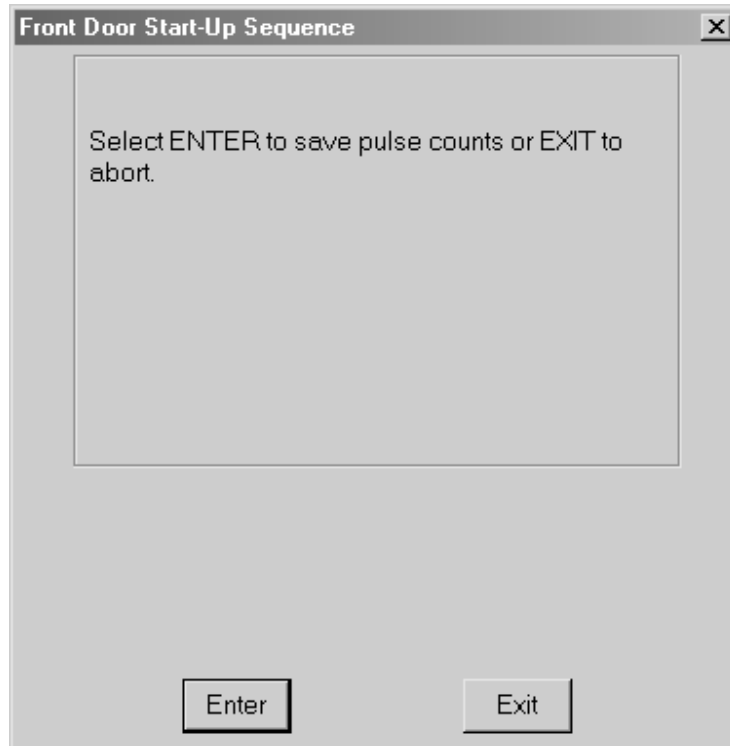 Front Door Start-Up Sequence
Select ENTER to save pulse counts or EXIT to
abort.
Enter
Exit